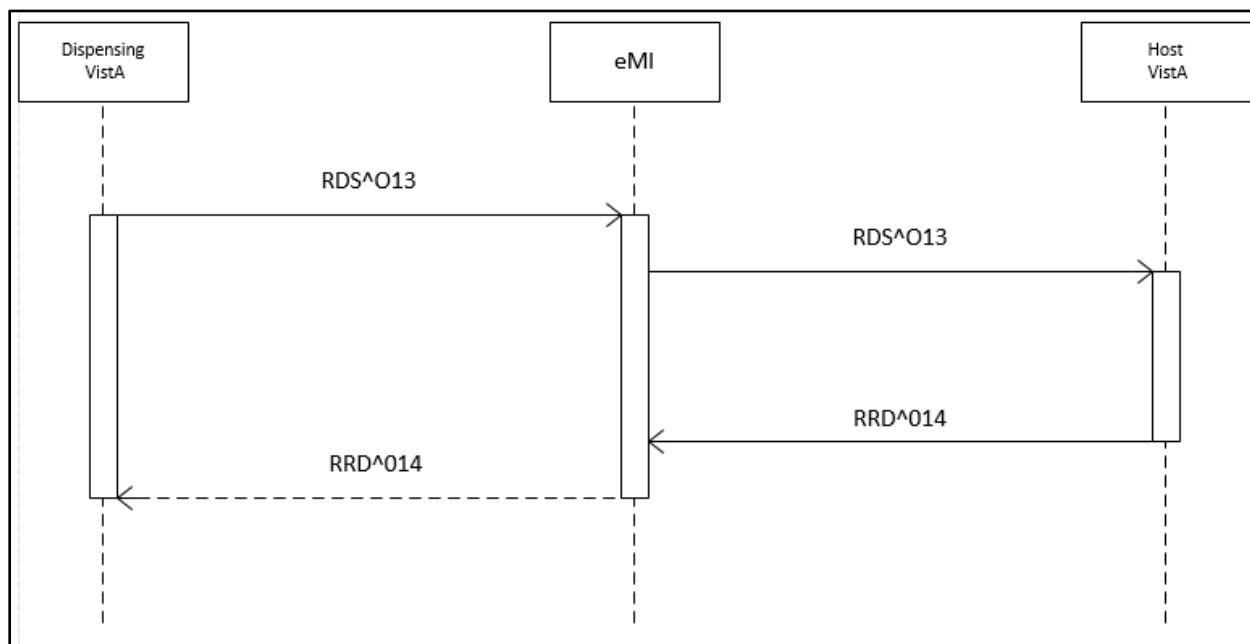 Dispensing
VistA
eMI
Host
VistA
RDS^O13
RDS^O13
RRD^014
RRD^014